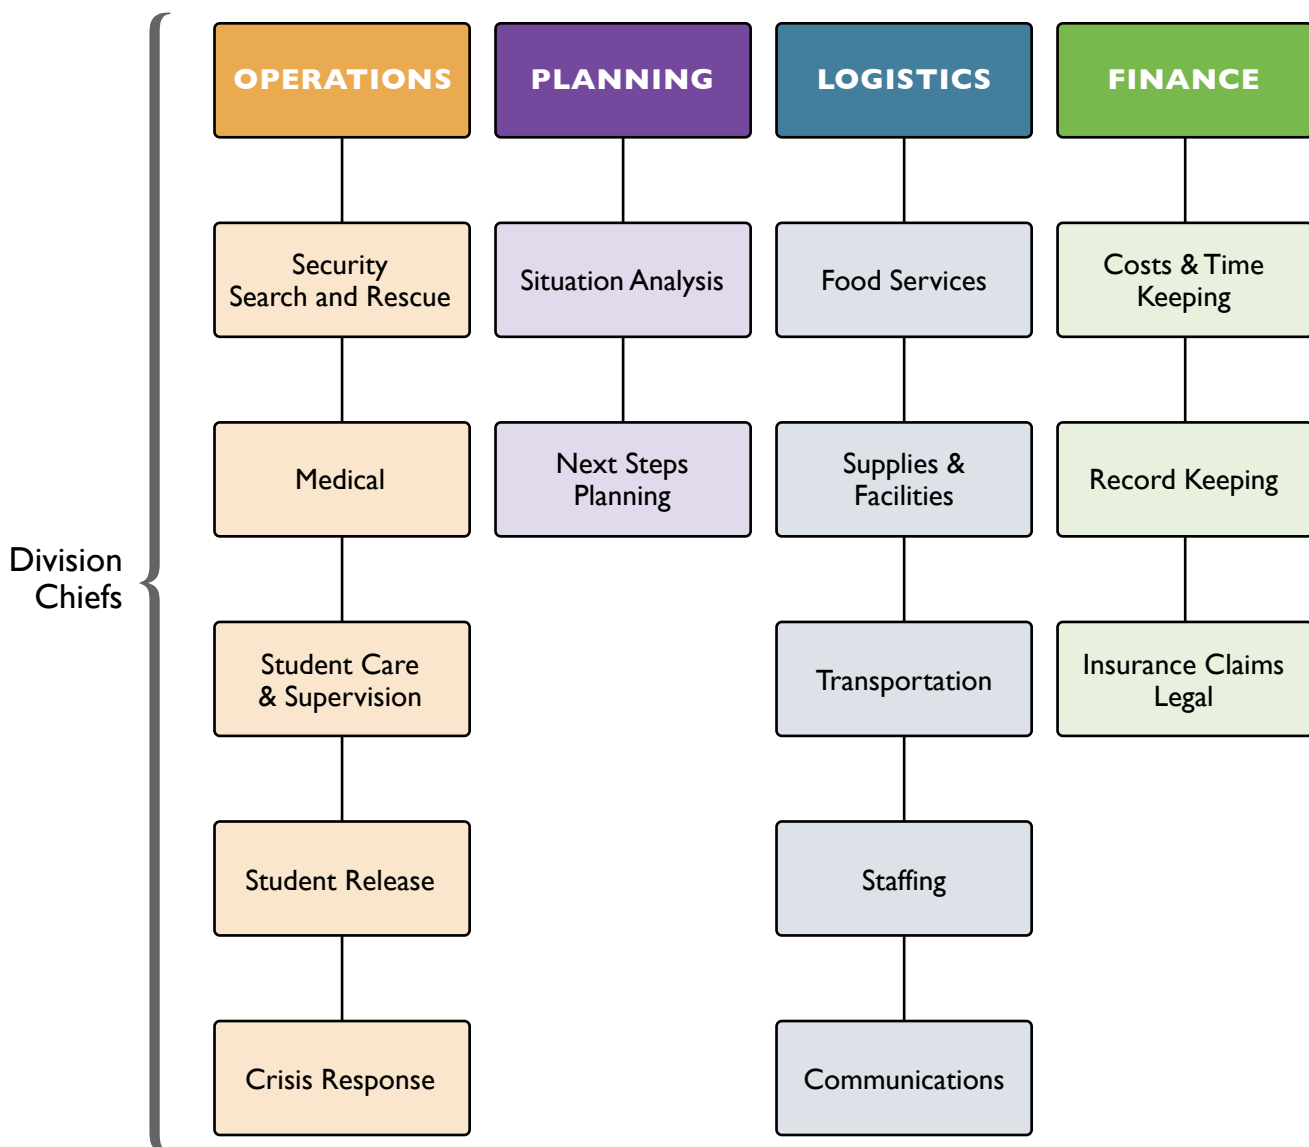 Division
Chiefs
OPERATIONS
Security
Search and Rescue
Medical
Student Care
& Supervision
Student Release
Crisis Response
PLANNING
Situation Analysis
Next Steps
Planning
LOGISTICS
Food Services
Supplies &
Facilities
Transportation
Staffing
Communications
FINANCE
Costs & Time
Keeping
Record Keeping
Insurance Claims
Legal